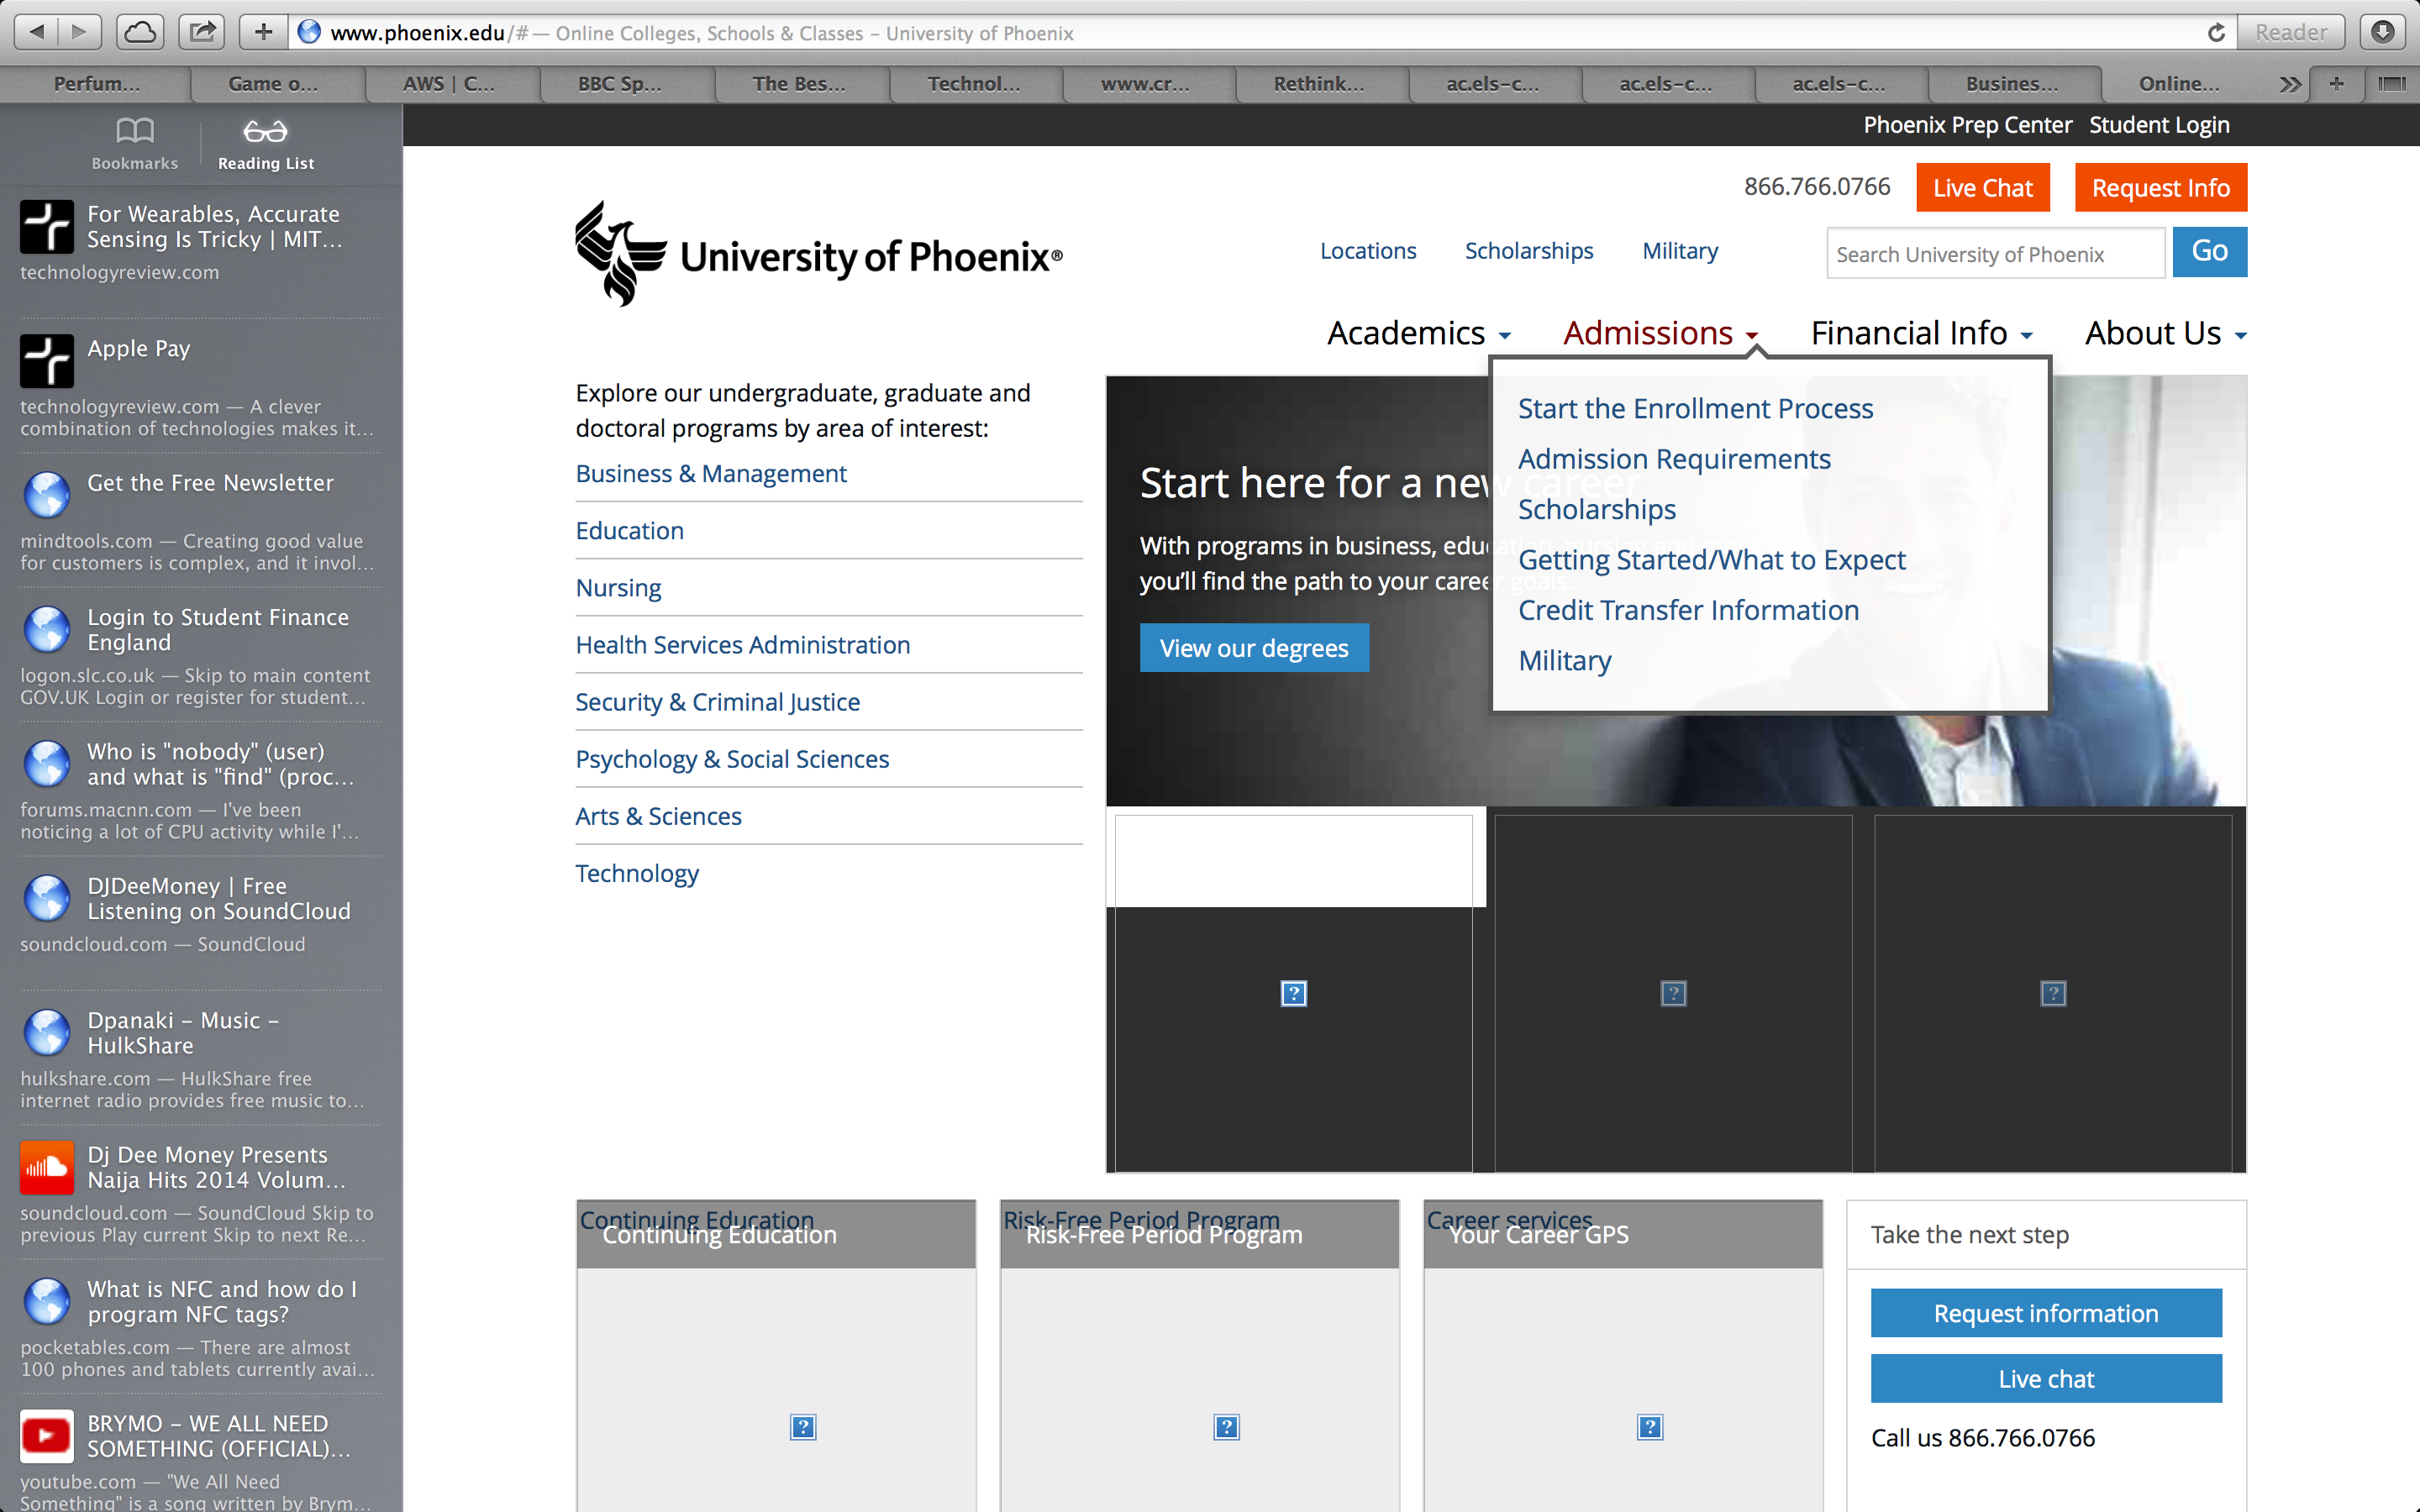 www.phoenix.edu/# — Online Colleges, Schools & Classes – University of Phoenix
Reader
Perfum...
Game o...
AWS | C...
BBC Sp...
The Bes...
Technol...
www.cr...
Rethink...
ac.els-c...
ac.els-c...
ac.els-c...
Busines...
Online...
Bookmarks
Reading List
For Wearables, Accurate
Sensing Is Tricky | MIT...
technologyreview.com
Apple Pay
technologyreview.com — A clever
combination of technologies makes it...
Get the Free Newsletter
mindtools.com — Creating good value
for customers is complex, and it invol...
Login to Student Finance
England
logon.slc.co.uk — Skip to main content
GOV.UK Login or register for student...
Who is "nobody" (user)
and what is "find" (proc...
forums.macnn.com — I've been
noticing a lot of CPU activity while I'...
DJDeeMoney | Free
Listening on SoundCloud
soundcloud.com — SoundCloud
Dpanaki – Music –
HulkShare
hulkshare.com — HulkShare free
internet radio provides free music to...
Dj Dee Money Presents
Naija Hits 2014 Volum...
soundcloud.com — SoundCloud Skip to
previous Play current Skip to next Re...
What is NFC and how do I
program NFC tags?
pocketables.com — There are almost
100 phones and tablets currently avai...
BRYMO – WE ALL NEED
SOMETHING (OFFICIAL)...
youtube.com — "We All Need
Something" is a song written by Brym...
Phoenix Prep Center
Student Login
866.766.0766
Live Chat
Request Info
University of Phoenix®
Locations
Scholarships
Military
Search University of Phoenix
Go
Academics
Admissions
Financial Info
About Us
Explore our undergraduate, graduate and
doctoral programs by area of interest:
Business & Management
Education
Nursing
Health Services Administration
Security & Criminal Justice
Psychology & Social Sciences
Arts & Sciences
Technology
Start here for a new career
With programs in business, education, nursing and
you'll find the path to your career goals.
View our degrees
Start the Enrollment Process
Admission Requirements
Scholarships
Getting Started/What to Expect
Credit Transfer Information
Military
Continuing Education
Continuing Education
Risk-Free Period Program
Risk-Free Period Program
Career services
Your Career GPS
Take the next step
Request information
Live chat
Call us 866.766.0766